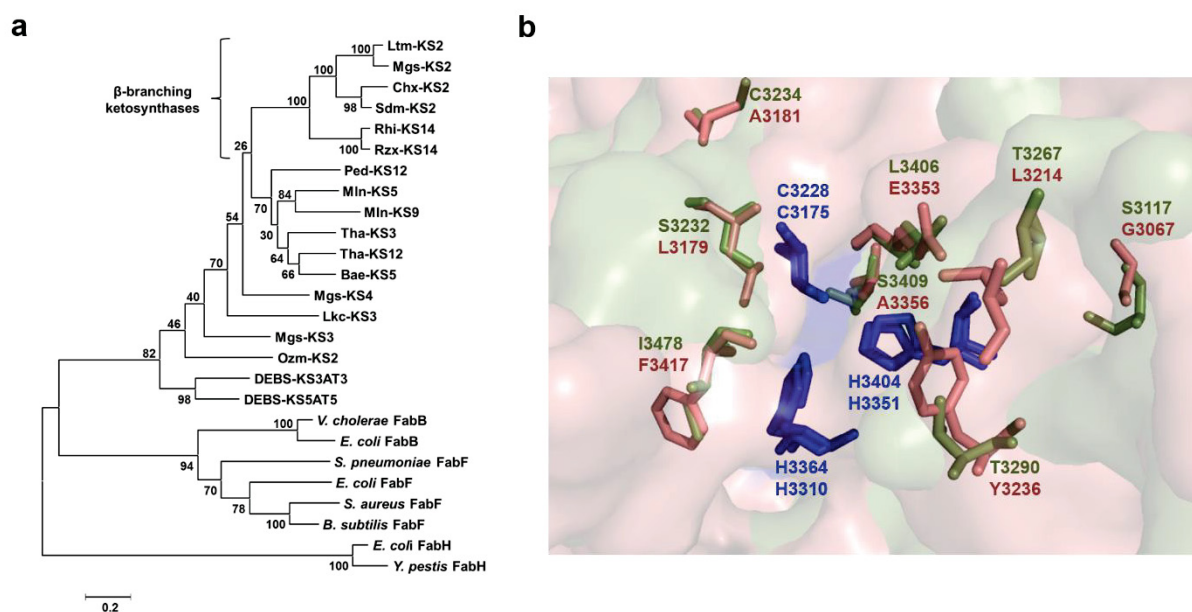 a
β-branching
ketosynthases
100
Ltm-KS2
Mgs-KS2
100
Chx-KS2
98
Sdm-KS2
100
Rhi-KS14
100
Rzx-KS14
26
Ped-KS12
84
Mln-KS5
70
Mln-KS9
54
30
Tha-KS3
64
Tha-KS12
66
Bae-KS5
70
Mgs-KS4
Lkc-KS3
40
Mgs-KS3
46
Ozm-KS2
82
DEBS-KS3AT3
98
DEBS-KS5AT5
100
V. cholerae FabB
E. coli FabB
94
S. pneumoniae FabF
70
E. coli FabF
78
S. aureus FabF
100
B. subtilis FabF
E. coli FabH
100
Y. pestis FabH
0.2
b
C3234
A3181
L3406
E3353
T3267
L3214
C3228
C3175
S3117
G3067
S3232
L3179
S3409
A3356
I3478
F3417
H3404
H3351
H3364
H3310
T3290
Y3236